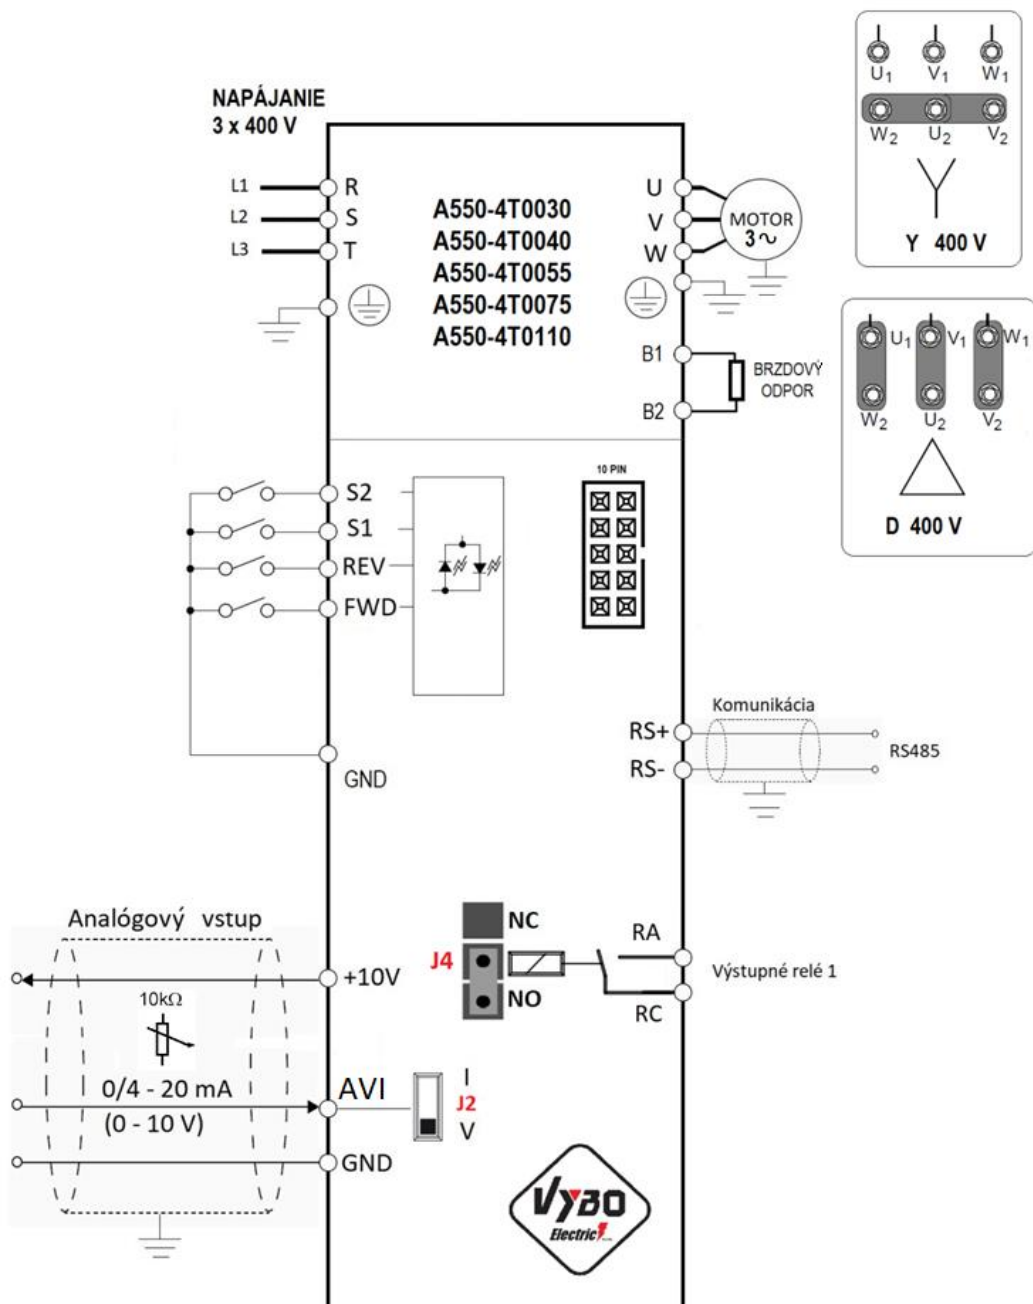 NAPÁJANIE
3 x 400 V
L1 R
L2 S
L3 T
A550-4T0030
A550-4T0040
A550-4T0055
A550-4T0075
A550-4T0110
U
V
W
MOTOR
3 ~
B1
B2
BRZDOVÝ
ODPOR
U1 V1 W1
W2 U2 V2
Y 400 V
U1 V1 W1
W2 U2 V2
D 400 V
S2
S1
REV
FWD
GND
10 PIN
Komunikácia
RS+
RS-
RS485
Analógový vstup
+10V
10kΩ
0/4 - 20 mA
(0 - 10 V)
AVI
GND
NC
J4
NO
RA
RC
Výstupné relé 1
I
J2
V
VYBO
Electric